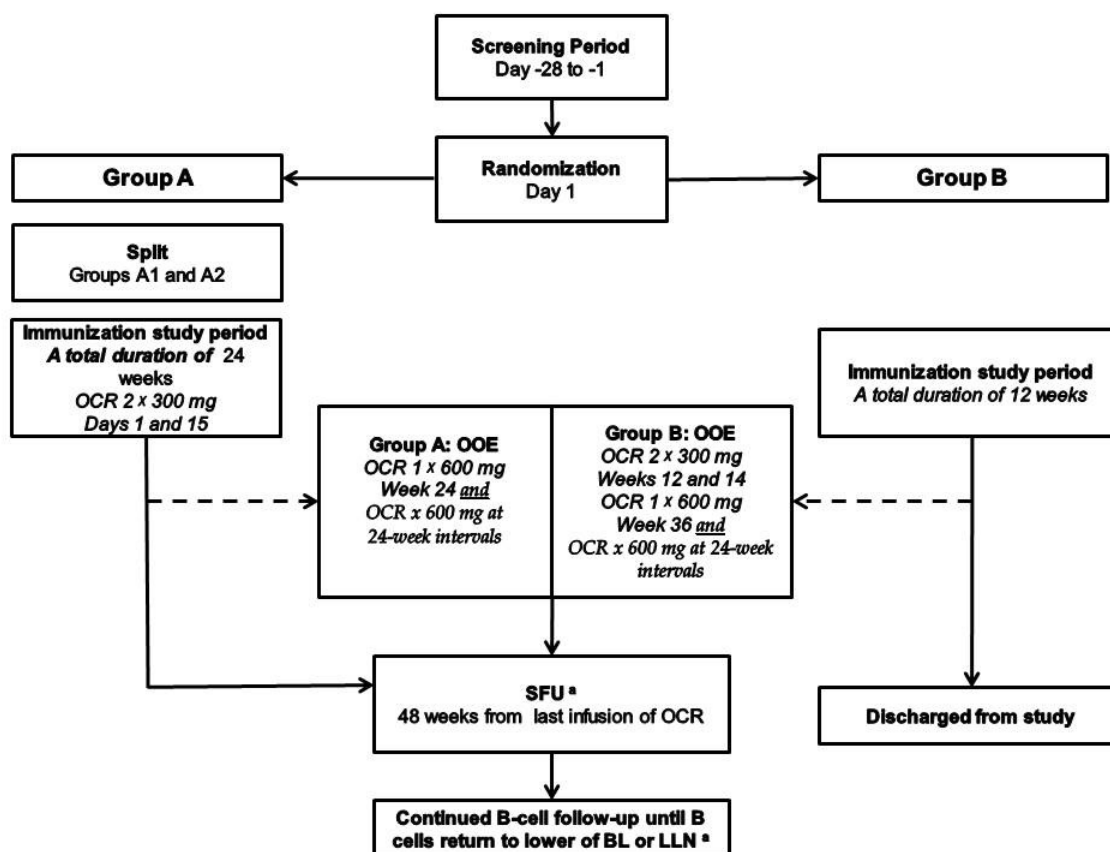 Screening Period
Day -28 to -1
Randomization
Day 1
Group A
Group B
Split
Groups A1 and A2
Immunization study period
A total duration of 24
weeks
OCR 2 x 300 mg
Days 1 and 15
Immunization study period
A total duration of 12 weeks
Group A: OOE
OCR 1 x 600 mg
Week 24 and
OCR x 600 mg at
24-week intervals
Group B: OOE
OCR 2 x 300 mg
Weeks 12 and 14
OCR 1 x 600 mg
Week 36 and
OCR x 600 mg at 24-week
intervals
SFU a
48 weeks from last infusion of OCR
Discharged from study
Continued B-cell follow-up until B
cells return to lower of BL or LLN a